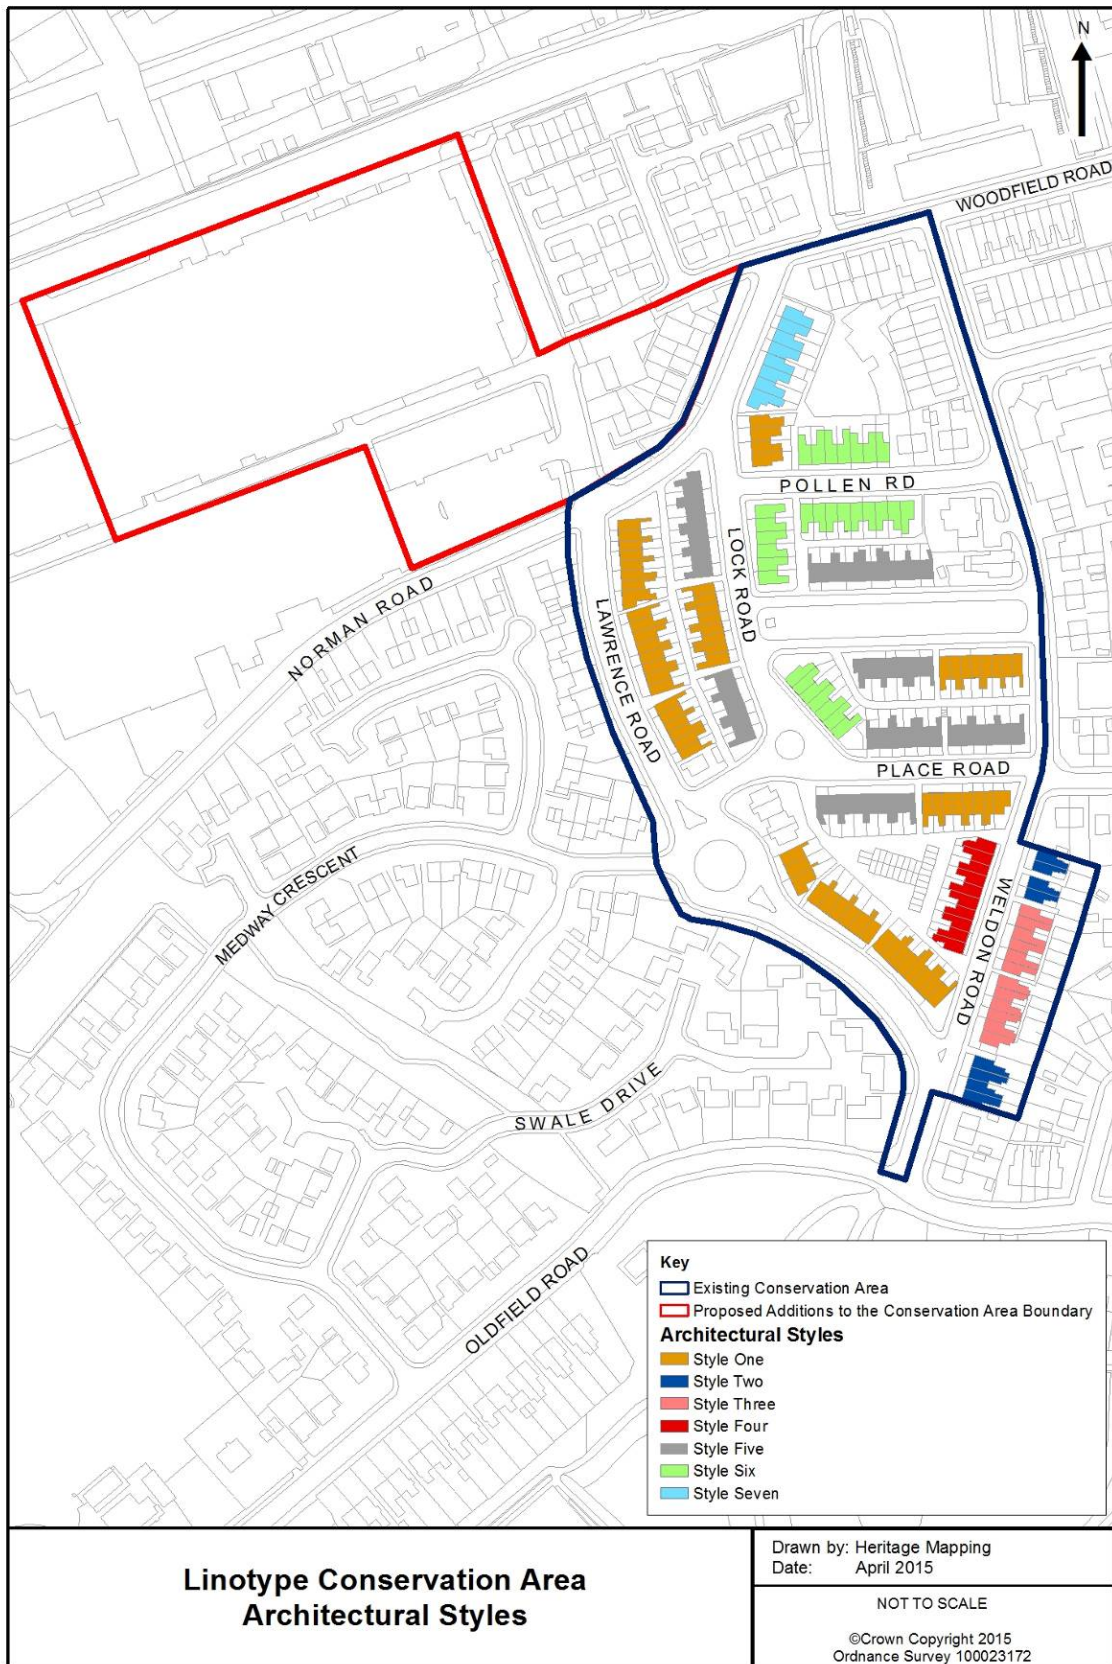 N
WOODFIELD ROAD
POLLEN RD
LOCK ROAD
NORMAN ROAD
LAWRENCE ROAD
PLACE ROAD
MEDWAY CRESCENT
WELDON ROAD
SWALE DRIVE
OLDFIELD ROAD
Key
Existing Conservation Area
Proposed Additions to the Conservation Area Boundary
Architectural Styles
Style One
Style Two
Style Three
Style Four
Style Five
Style Six
Style Seven
Linotype Conservation Area
Architectural Styles
Drawn by: Heritage Mapping
Date: April 2015
NOT TO SCALE
©Crown Copyright 2015
Ordnance Survey 100023172